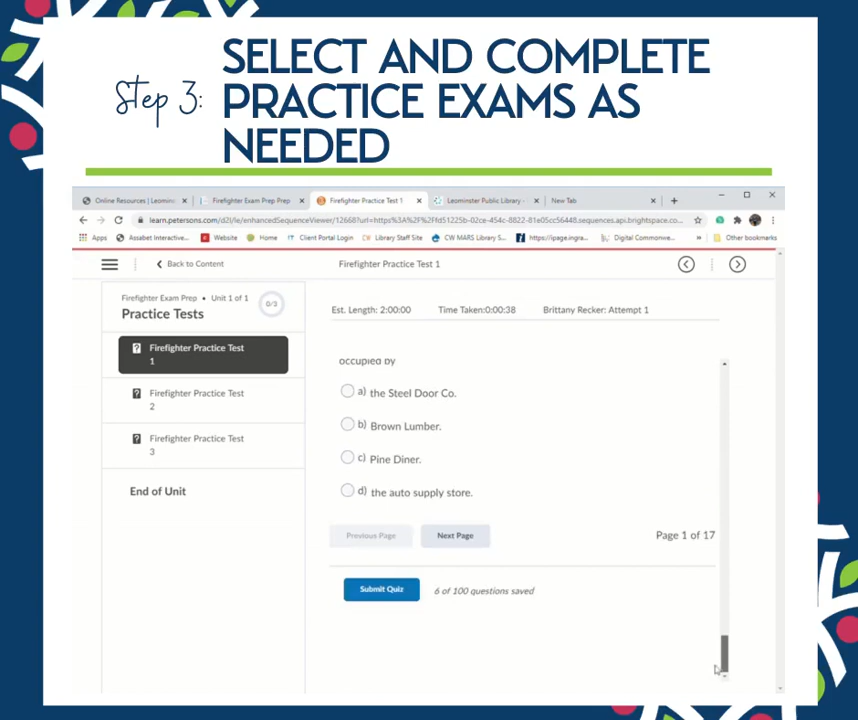 Step 3:
SELECT AND COMPLETE
PRACTICE EXAMS AS
NEEDED
Online Resources | Leomins
Firefighter Exam Prep Prep
Firefighter Practice Test 1
Leominster Public Library -
New Tab
learn.petersons.com/d2l/le/enhancedSequenceViewer/12668?url=https%3A%2F%2Ffd51225b-02ce-454c-8822-81e05cc56448.sequences.api.brightspace.co...
Apps
Assabet Interactive...
Website
Home
Client Portal Login
Library Staff Site
CW MARS Library S...
https://ipage.ingra...
Digital Commonwe...
Other bookmarks
Back to Content
Firefighter Practice Test 1
Firefighter Exam Prep • Unit 1 of 1
0/3
Practice Tests
Est. Length: 2:00:00 Time Taken:0:00:38 Brittany Recker: Attempt 1
Firefighter Practice Test
1
Firefighter Practice Test
2
Firefighter Practice Test
3
End of Unit
occupied by
a) the Steel Door Co.
b) Brown Lumber.
c) Pine Diner.
d) the auto supply store.
Previous Page
Next Page
Page 1 of 17
Submit Quiz
6 of 100 questions saved